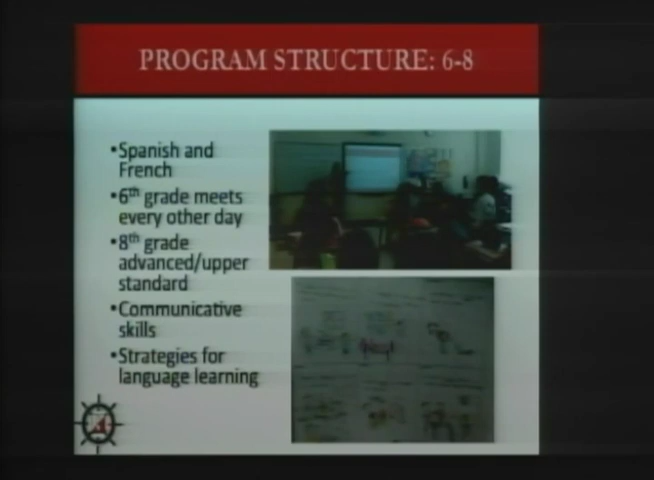 PROGRAM STRUCTURE: 6-8
•Spanish and
French
•6th grade meets
every other day
•8th grade
advanced/upper
standard
•Communicative
skills
•Strategies for
language learning